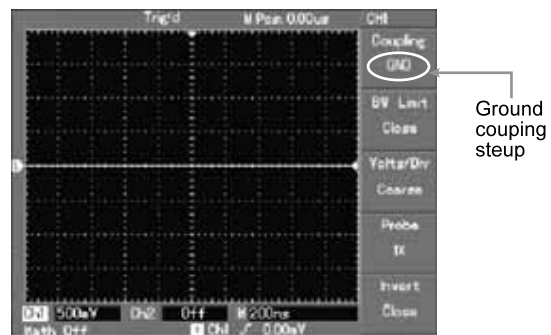 Trig'd M Pos: 0.00us CH1
Coupling
GND
BW Limit
Close
Volts/Div
Coarse
Probe
1X
Invert
Close
Ch1 500mV Ch2 Off M 200ns
Math Off 1 Ch1 0.00mV
Ground
couping
steup